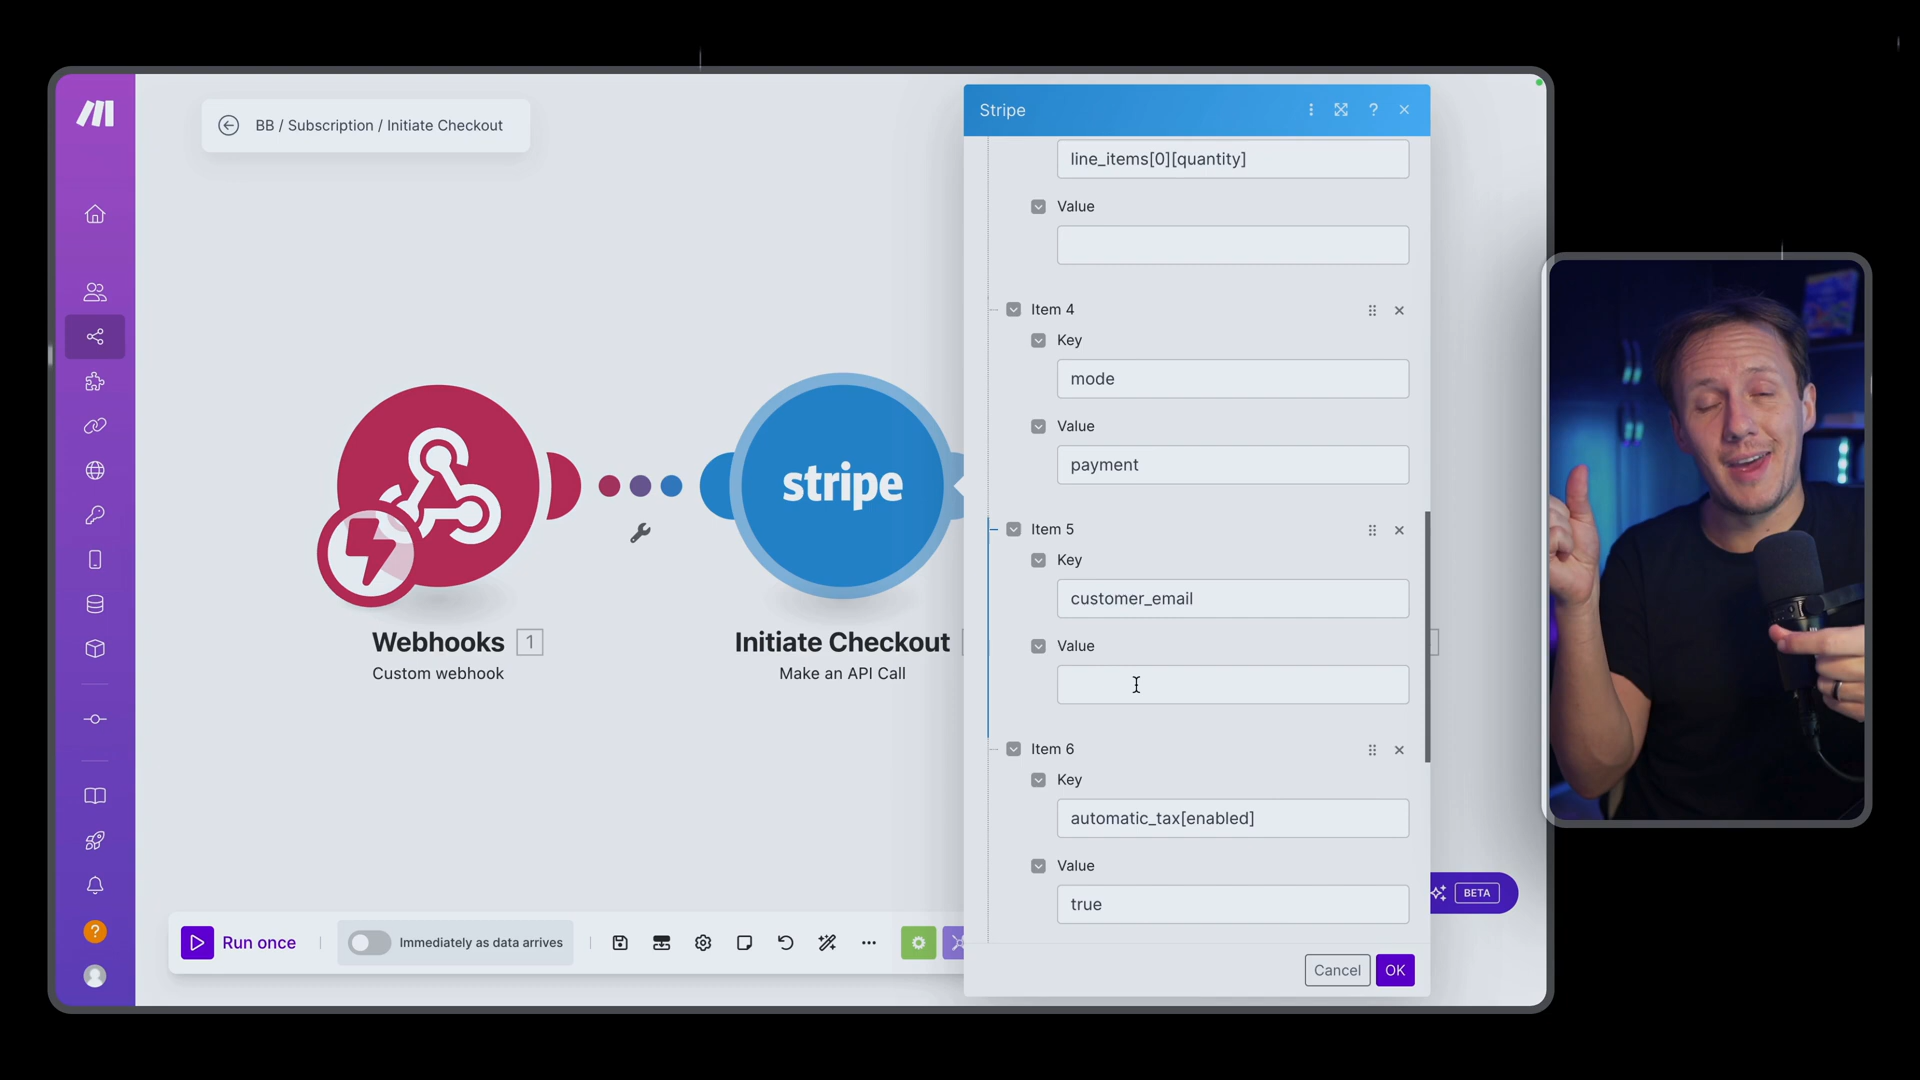 BB / Subscription / Initiate Checkout
Stripe
?
line_items[0][quantity]
Value
Item 4
Key
mode
Value
payment
Item 5
Key
customer_email
Value
Item 6
Key
automatic_tax[enabled]
Value
true
Cancel
OK
stripe
Webhooks 1
Custom webhook
Initiate Checkout
Make an API Call
BETA
?
Run once
Immediately as data arrives